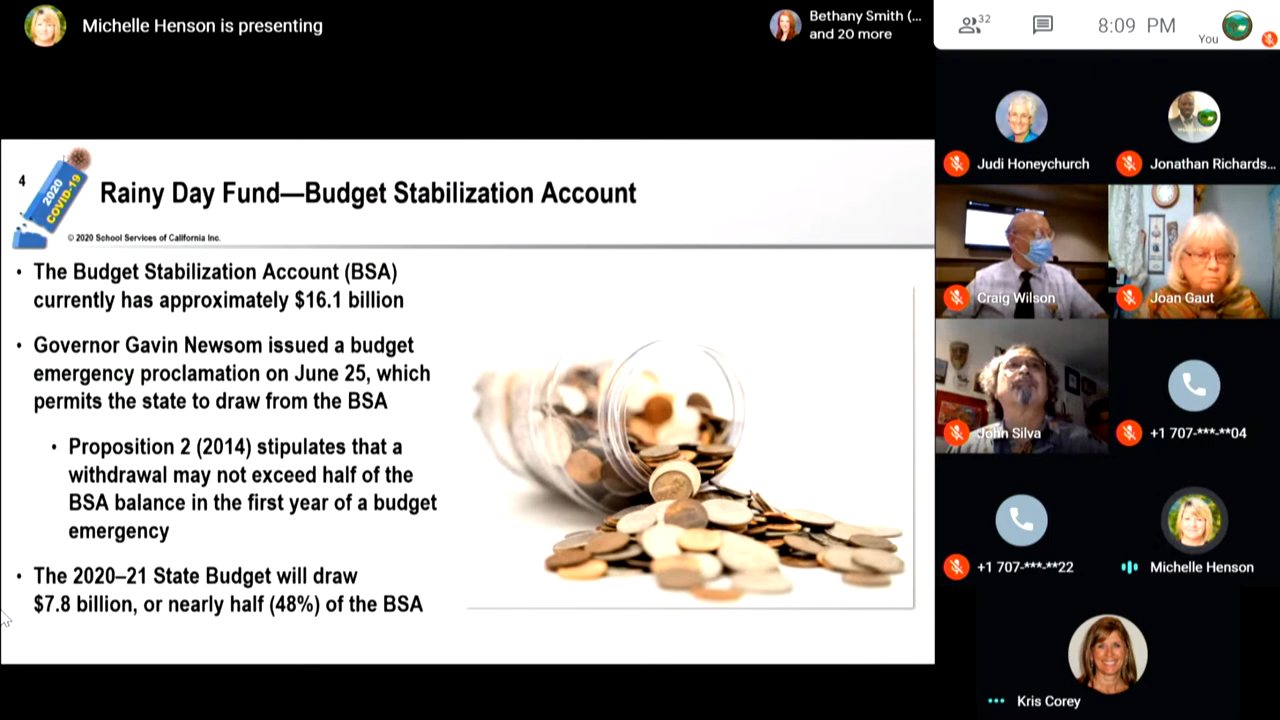 Michelle Henson is presenting
Bethany Smith (...
and 20 more
32
8:09 PM
You
4
2020
COVID-19
Rainy Day Fund—Budget Stabilization Account
© 2020 School Services of California Inc.
• The Budget Stabilization Account (BSA)
currently has approximately $16.1 billion
• Governor Gavin Newsom issued a budget
emergency proclamation on June 25, which
permits the state to draw from the BSA
• Proposition 2 (2014) stipulates that a
withdrawal may not exceed half of the
BSA balance in the first year of a budget
emergency
• The 2020–21 State Budget will draw
$7.8 billion, or nearly half (48%) of the BSA
Judi Honeychurch
Jonathan Richards...
Craig Wilson
Joan Gaut
John Silva
+1 707-***-**04
+1 707-***-**22
Michelle Henson
Kris Corey